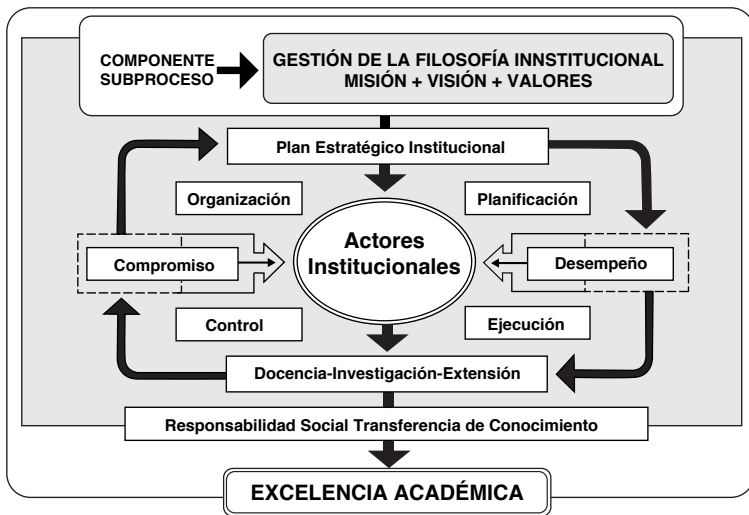 COMPONENTE
SUBPROCESO
GESTIÓN DE LA FILOSOFÍA INNSTITUCIONAL
MISIÓN + VISIÓN + VALORES
Plan Estratégico Institucional
Organización
Planificación
Actores
Institucionales
Compromiso
Desempeño
Control
Ejecución
Docencia-Investigación-Extensión
Responsabilidad Social Transferencia de Conocimiento
EXCELENCIA ACADÉMICA